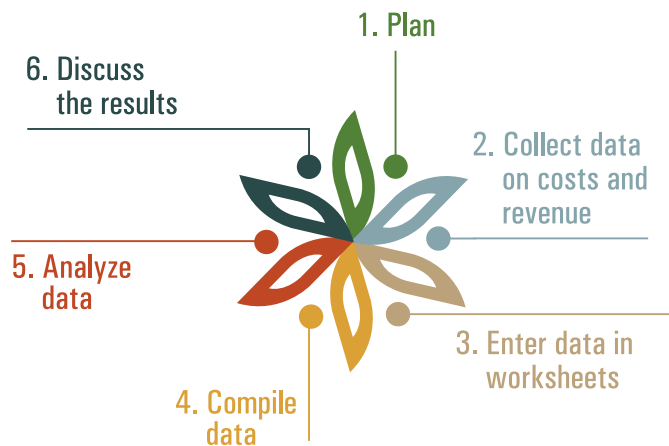 1. Plan
2. Collect data
on costs and
revenue
3. Enter data in
worksheets
4. Compile
data
5. Analyze
data
6. Discuss
the results